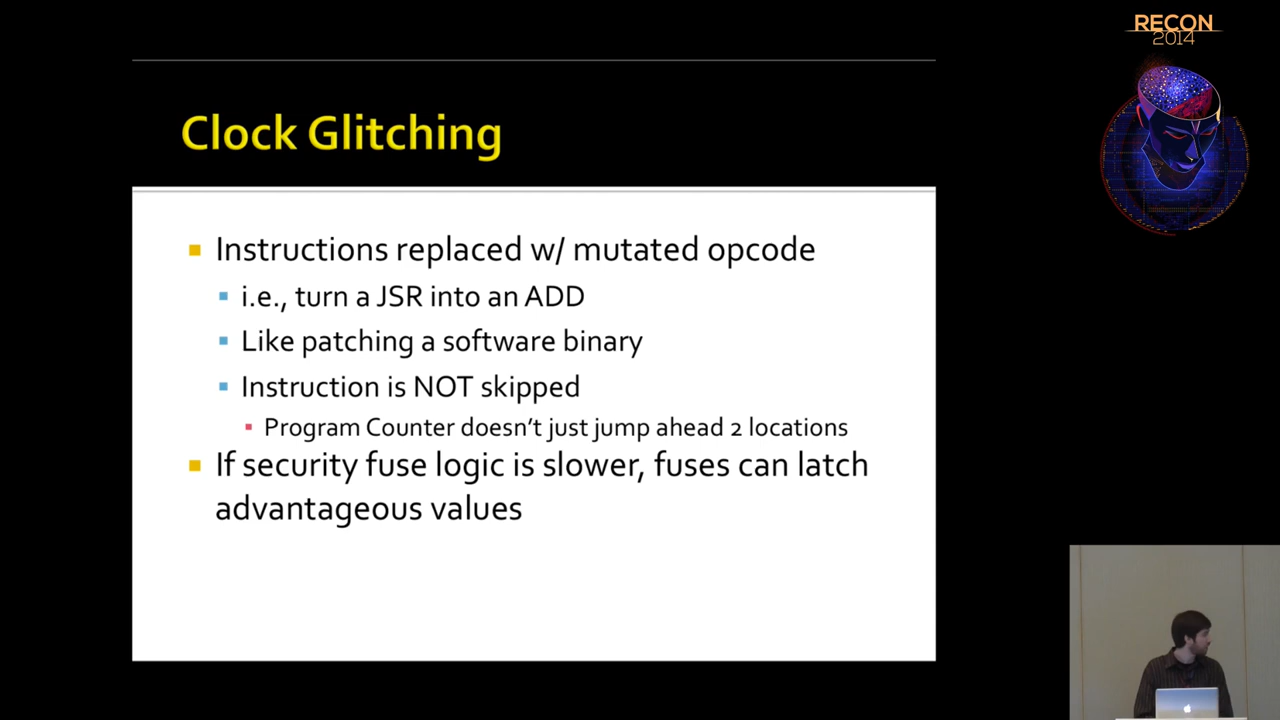 RECON
2014
Clock Glitching
Instructions replaced w/ mutated opcode
i.e., turn a JSR into an ADD
Like patching a software binary
Instruction is NOT skipped
Program Counter doesn't just jump ahead 2 locations
If security fuse logic is slower, fuses can latch
advantageous values